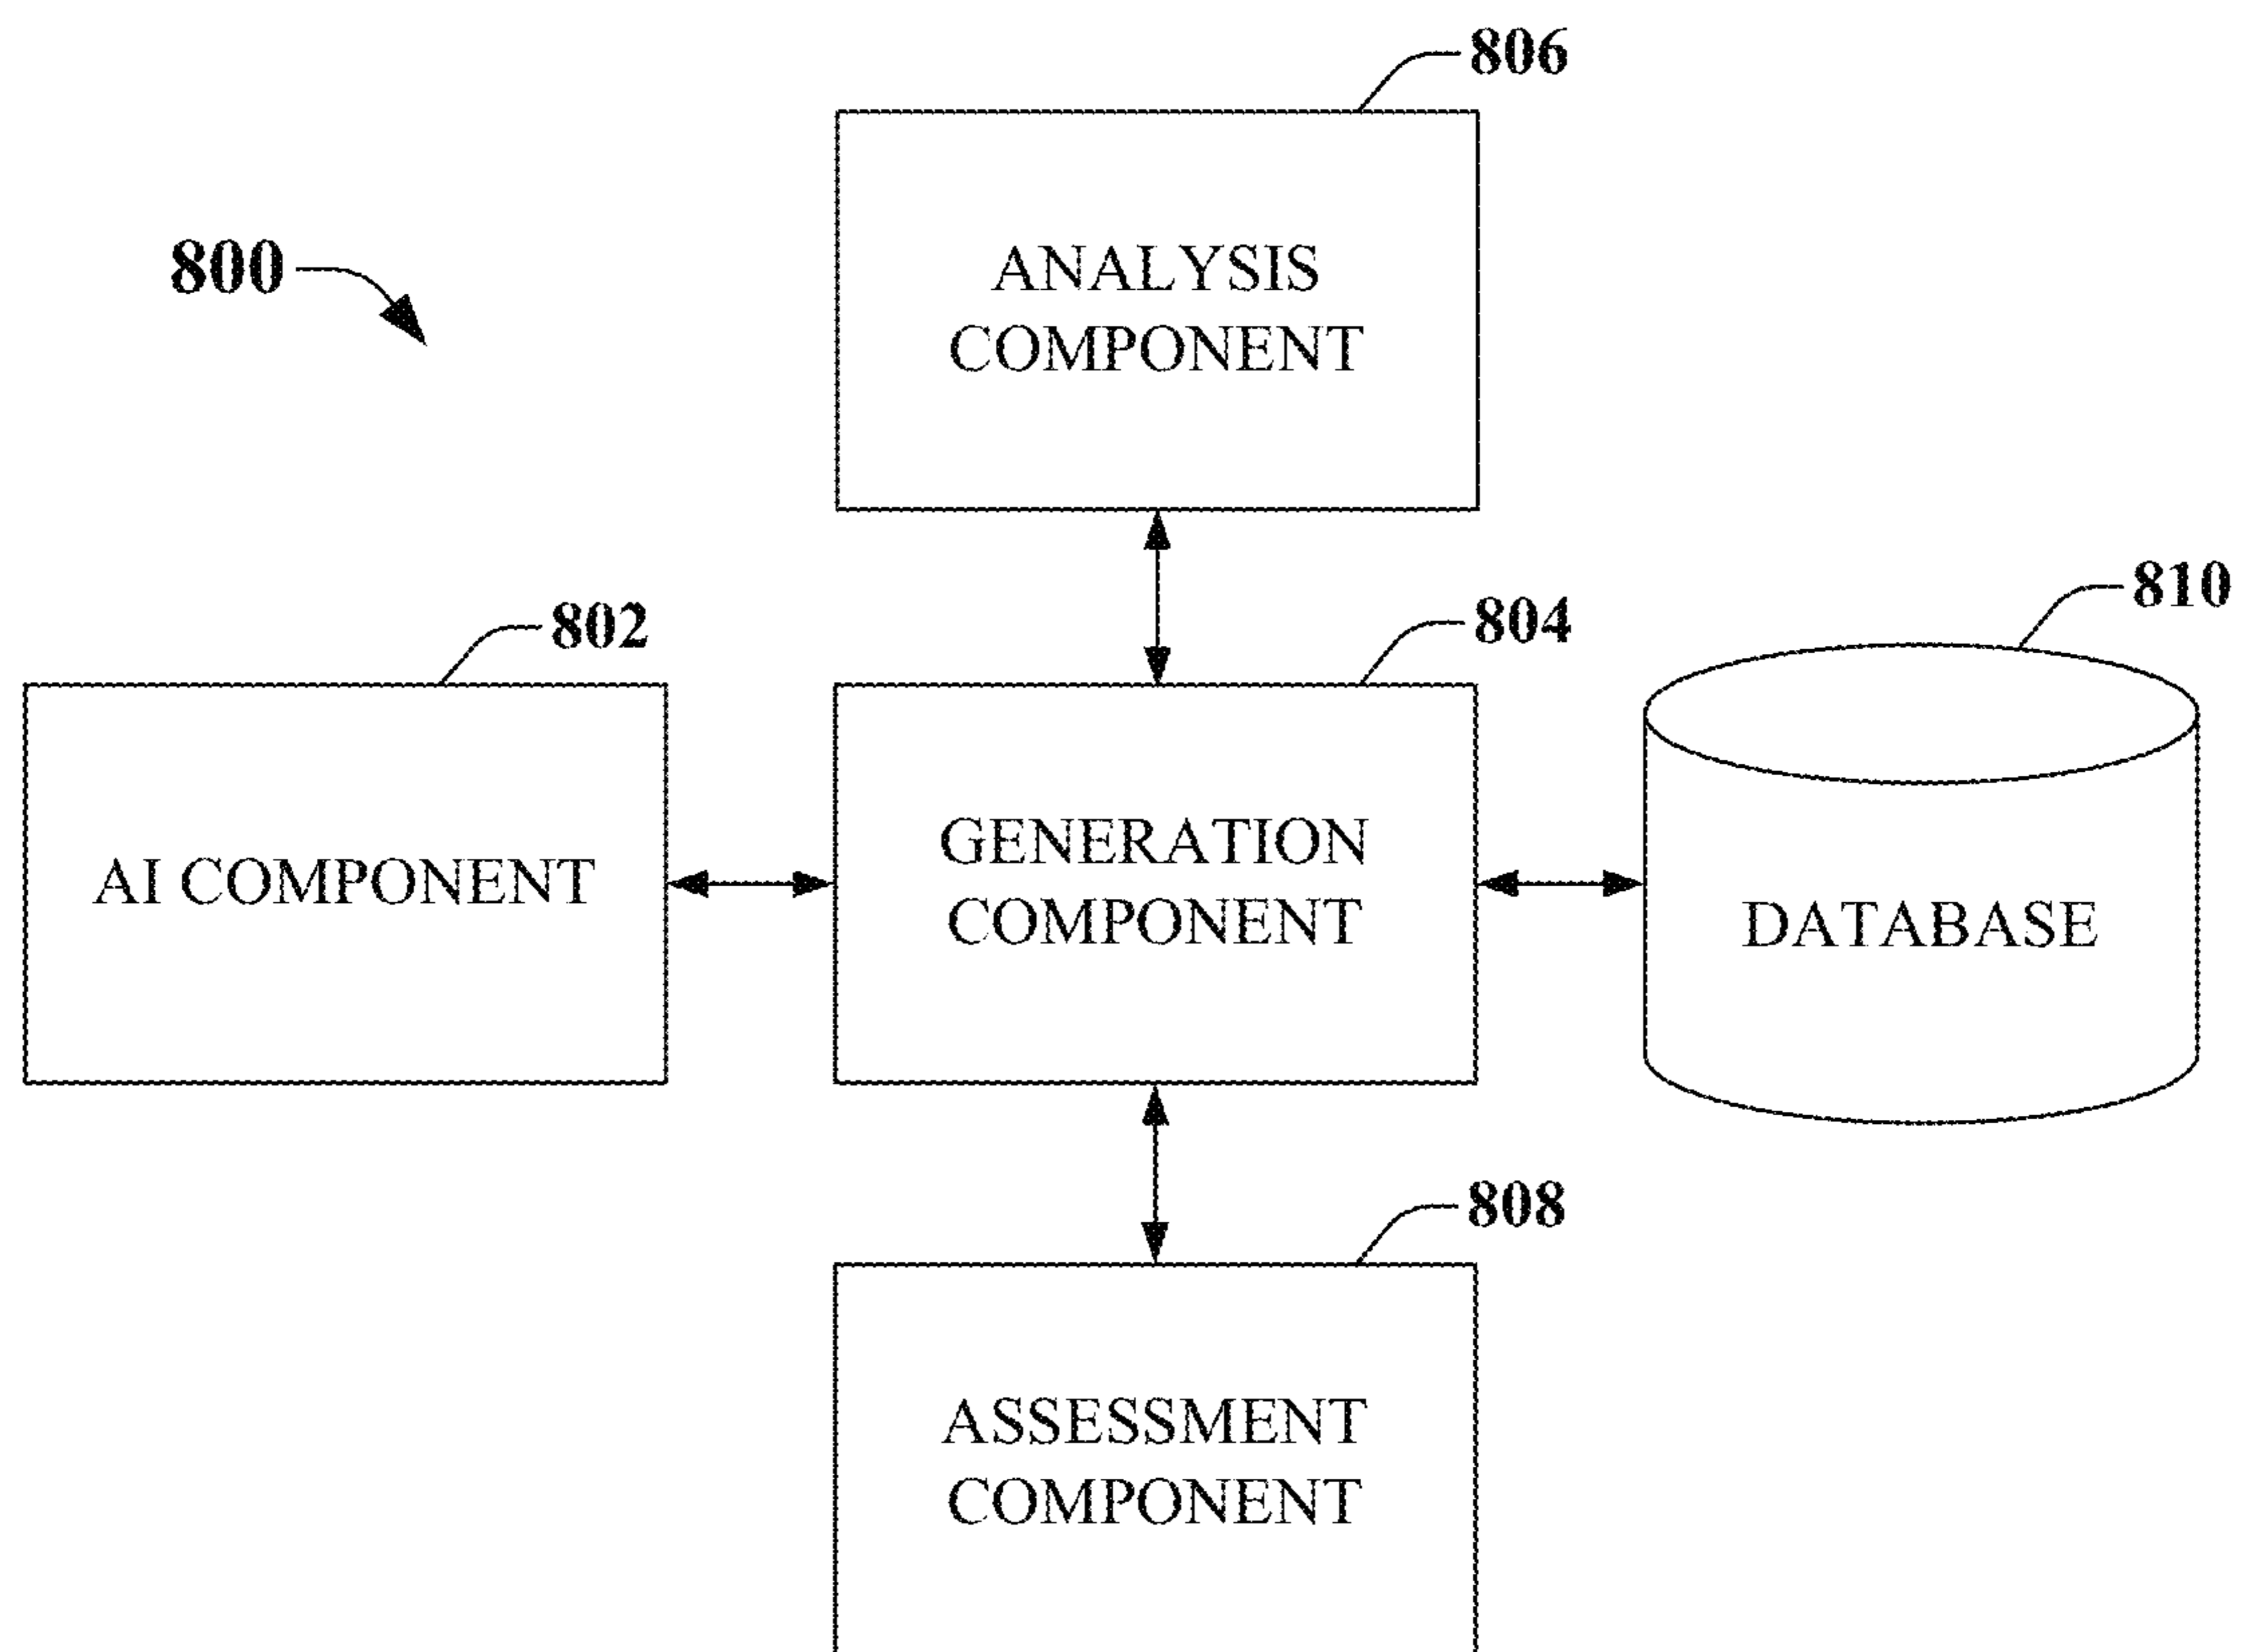 806
800
ANALYSIS
COMPONENT
810
802
804
AI COMPONENT
GENERATION
COMPONENT
DATABASE
808
ASSESSMENT
COMPONENT